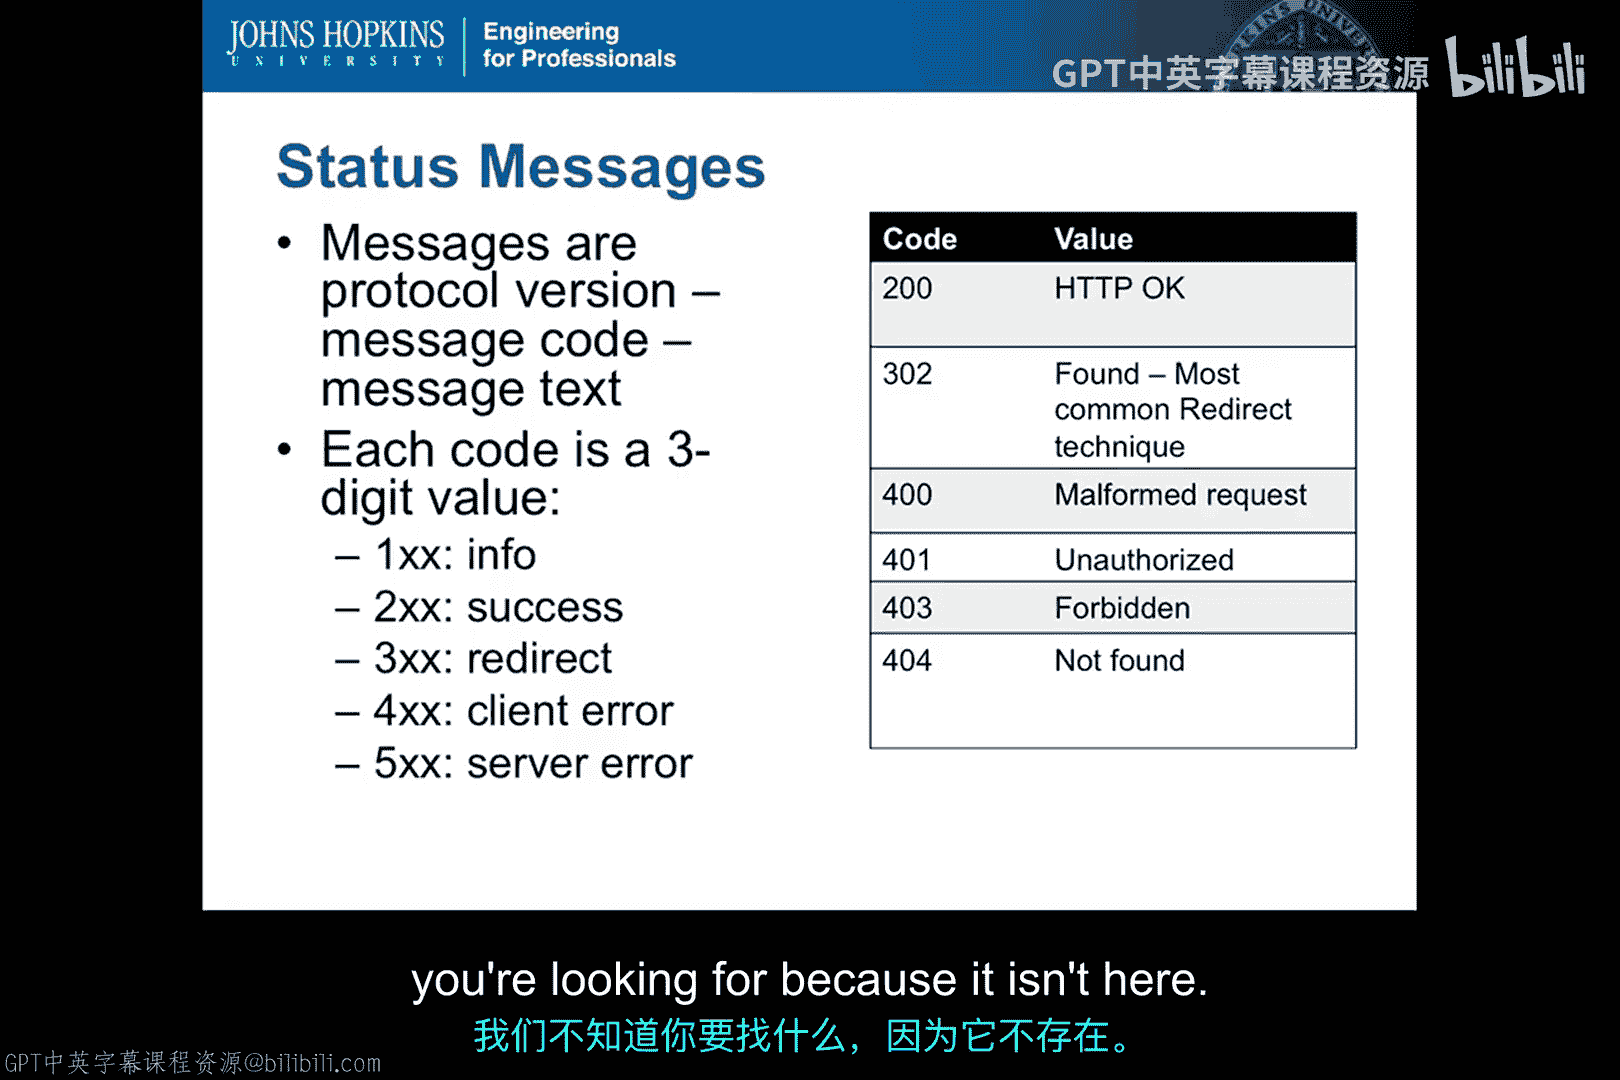 JOHNS HOPKINS
UNIVERSITY
Engineering
for Professionals
GPT中英字幕课程资源 bilibili
Status Messages
• Messages are
protocol version –
message code –
message text
• Each code is a 3-
digit value:
– 1xx: info
– 2xx: success
– 3xx: redirect
– 4xx: client error
– 5xx: server error
Code Value
200 HTTP OK
302 Found – Most
common Redirect
technique
400 Malformed request
401 Unauthorized
403 Forbidden
404 Not found
you're looking for because it isn't here.
我们不知道你要找什么，因为它不存在。
GPT中英字幕课程资源@bilibili.com